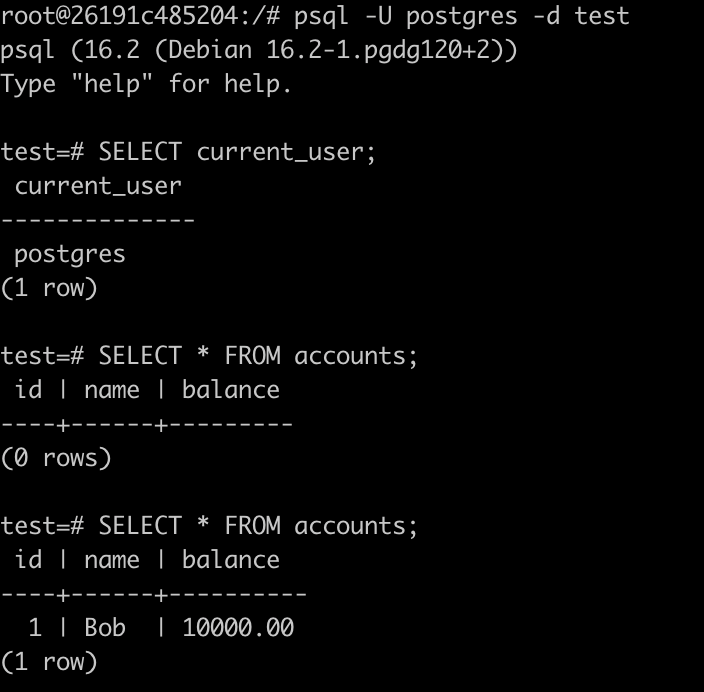 root@26191c485204:/# psql -U postgres -d test
psql (16.2 (Debian 16.2-1.pgdg120+2))
Type "help" for help.

test=# SELECT current_user;
 current_user
--------------
 postgres
(1 row)

test=# SELECT * FROM accounts;
 id | name | balance
----+------+---------
(0 rows)

test=# SELECT * FROM accounts;
 id | name | balance
----+------+----------
  1 | Bob  | 10000.00
(1 row)